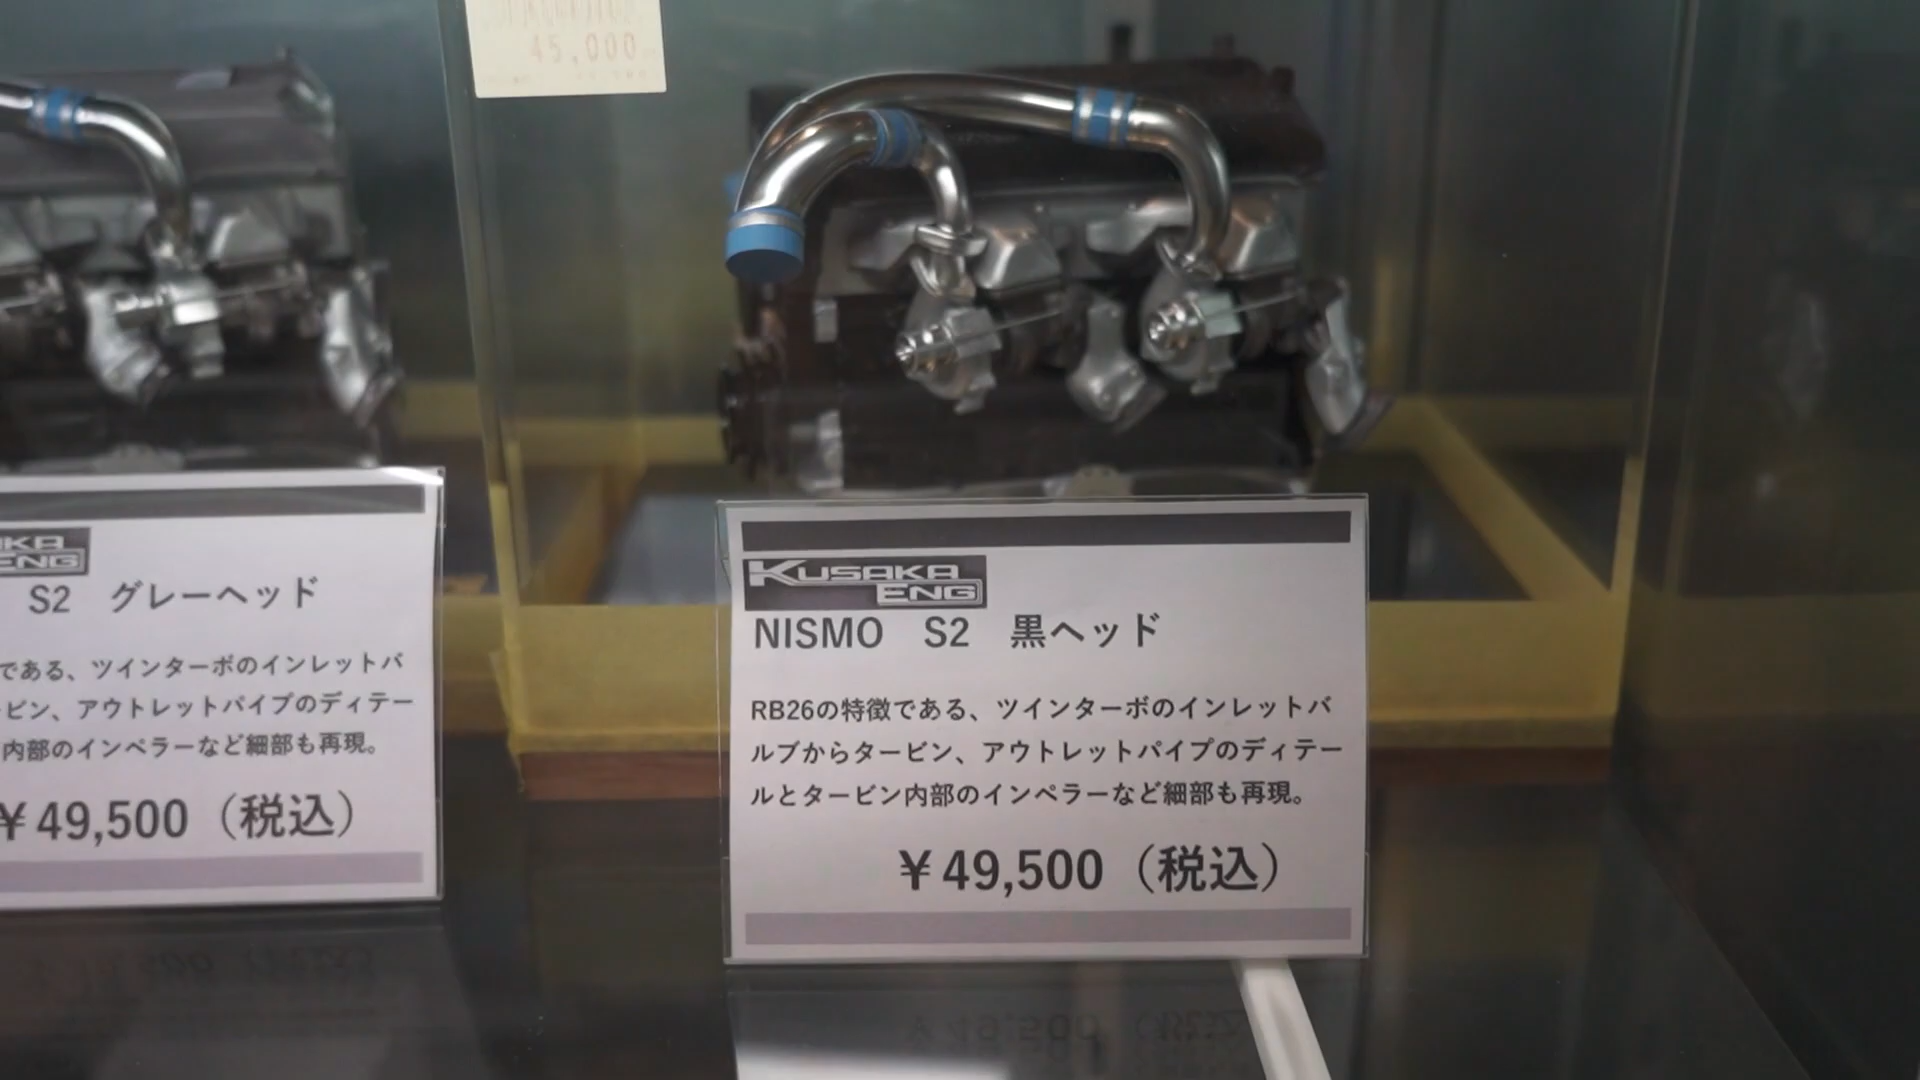 45,000
KA
ENG
S2 グレーヘッド
である、ツインターボのインレットバ
ービン、アウトレットパイプのディテー
内部のインペラーなど細部も再現。
￥49,500（税込）
KUSAKA
ENG
NISMO S2 黒ヘッド
RB26の特徴である、ツインターボのインレットバ
ルブからタービン、アウトレットパイプのディテー
ルとタービン内部のインペラーなど細部も再現。
￥49,500（税込）